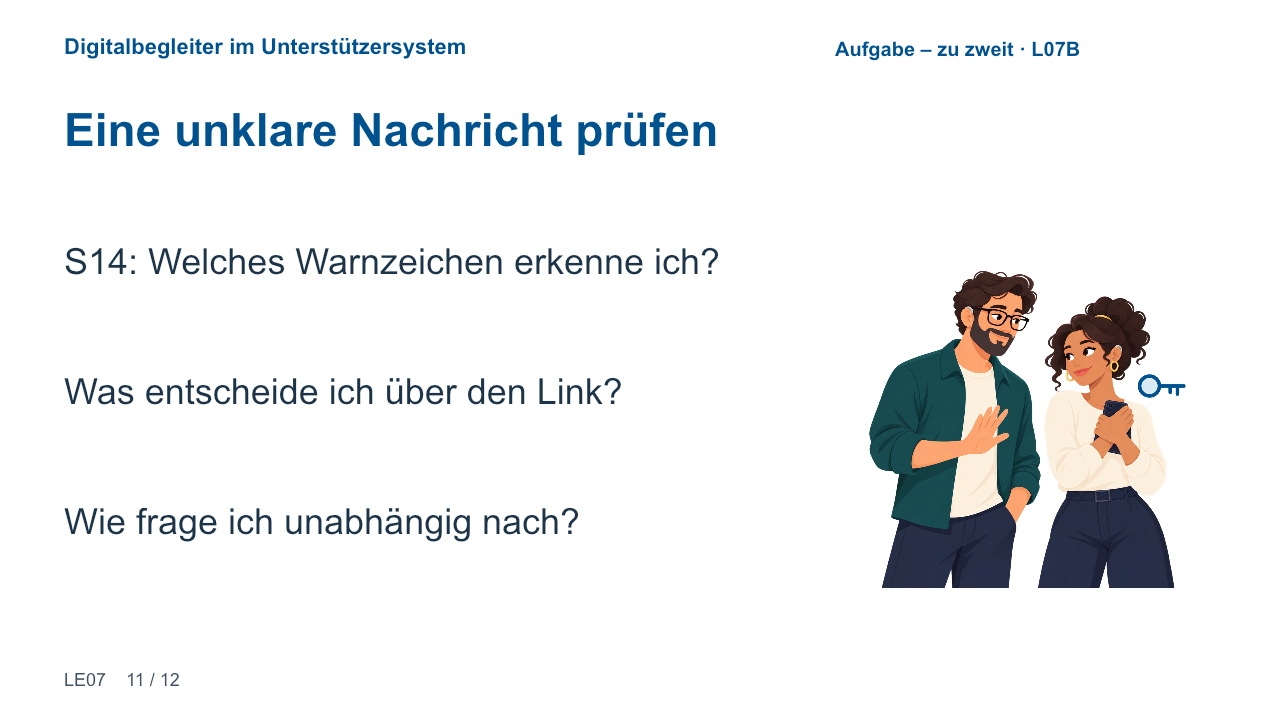 Digitalbegleiter im Unterstützersystem
Aufgabe – zu zweit · L07B
Eine unklare Nachricht prüfen
S14: Welches Warnzeichen erkenne ich?
Was entscheide ich über den Link?
Wie frage ich unabhängig nach?
LE07 11 / 12